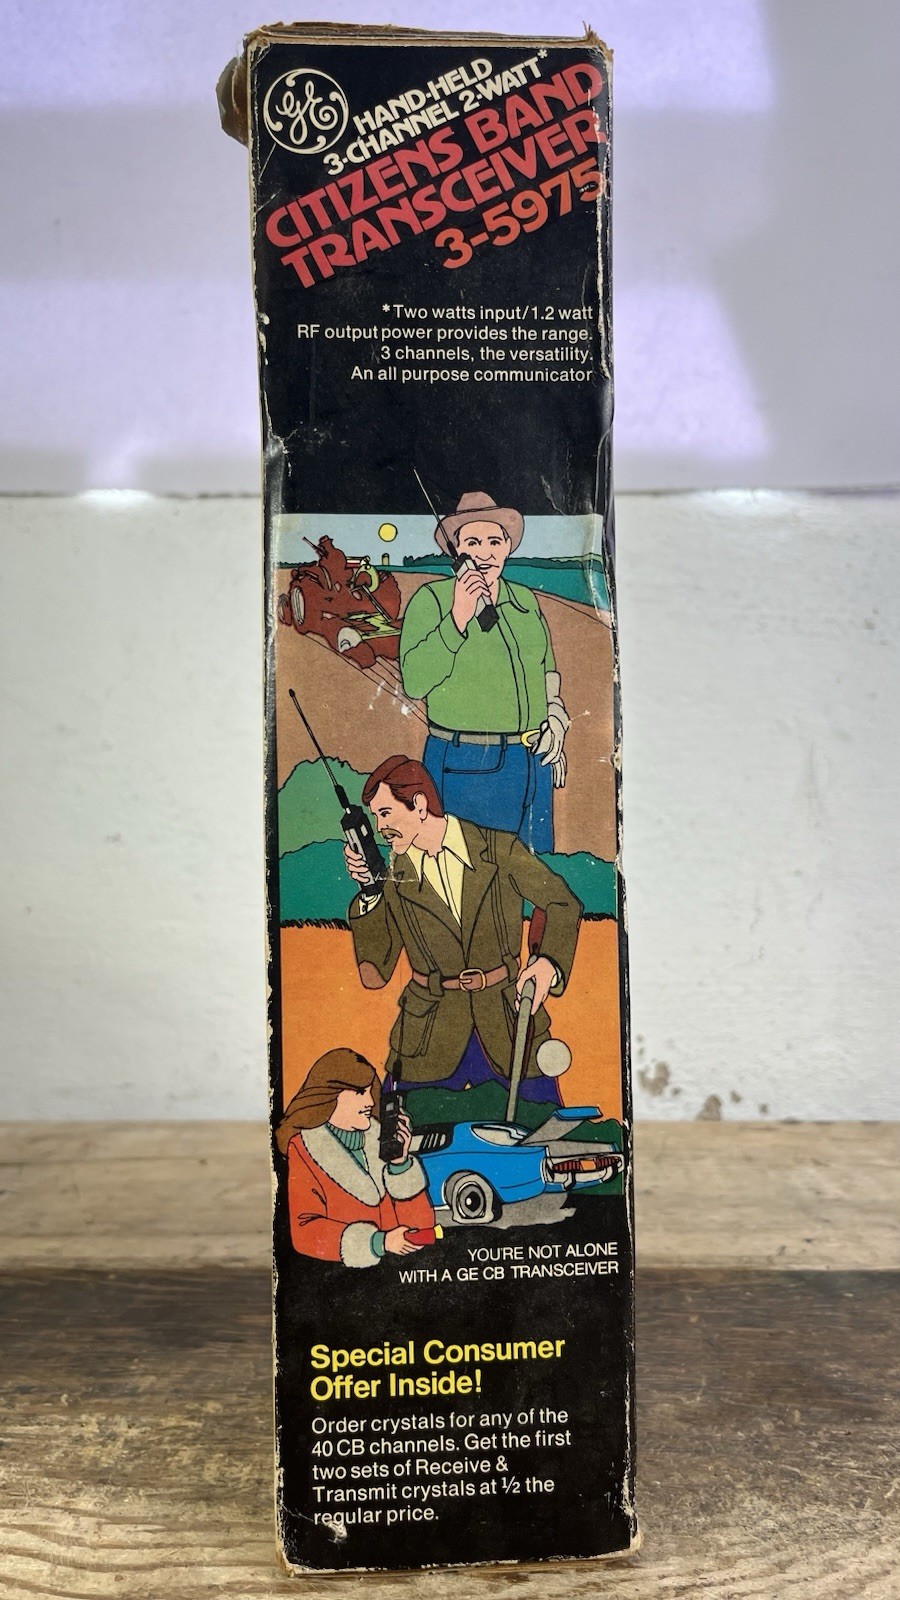 GE
HAND-HELD
3-CHANNEL 2-WATT*
CITIZENS BAND
TRANSCEIVER
3-5975
*Two watts input/1.2 watt
RF output power provides the range.
3 channels, the versatility.
An all purpose communicator
YOU'RE NOT ALONE
WITH A GE CB TRANSCEIVER
Special Consumer
Offer Inside!
Order crystals for any of the
40 CB channels. Get the first
two sets of Receive &
Transmit crystals at ½ the
regular price.